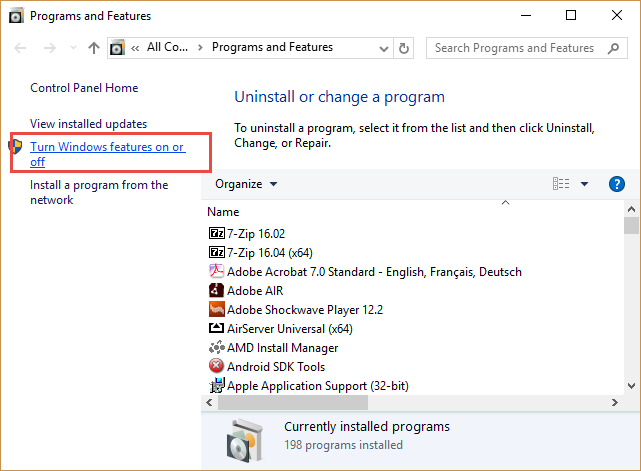 Programs and Features
All Co...
Programs and Features
Search Programs and Features
Control Panel Home
View installed updates
Turn Windows features on or
off
Install a program from the
network
Uninstall or change a program
To uninstall a program, select it from the list and then click Uninstall,
Change, or Repair.
Organize
Name
7-Zip 16.02
7-Zip 16.04 (x64)
Adobe Acrobat 7.0 Standard - English, Français, Deutsch
Adobe AIR
Adobe Shockwave Player 12.2
AirServer Universal (x64)
AMD Install Manager
Android SDK Tools
Apple Application Support (32-bit)
Currently installed programs
198 programs installed